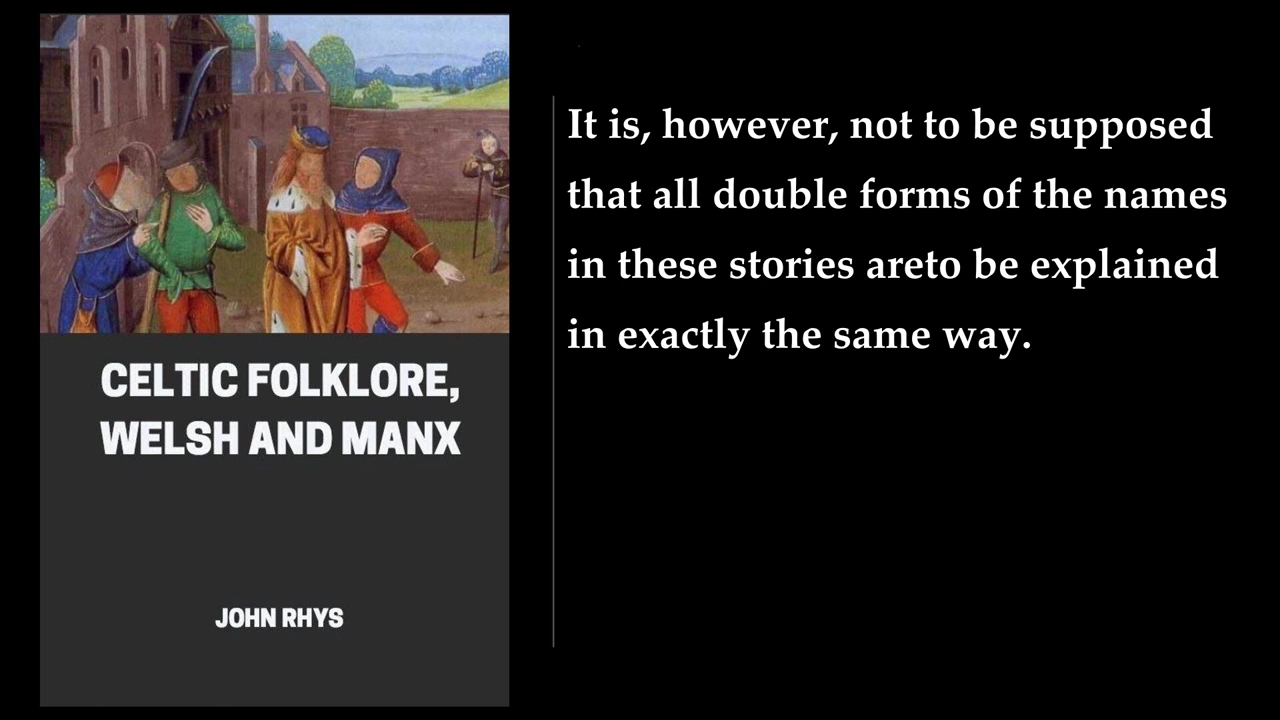 CELTIC FOLKLORE,
WELSH AND MANX
JOHN RHYS
It is, however, not to be supposed
that all double forms of the names
in these stories areto be explained
in exactly the same way.